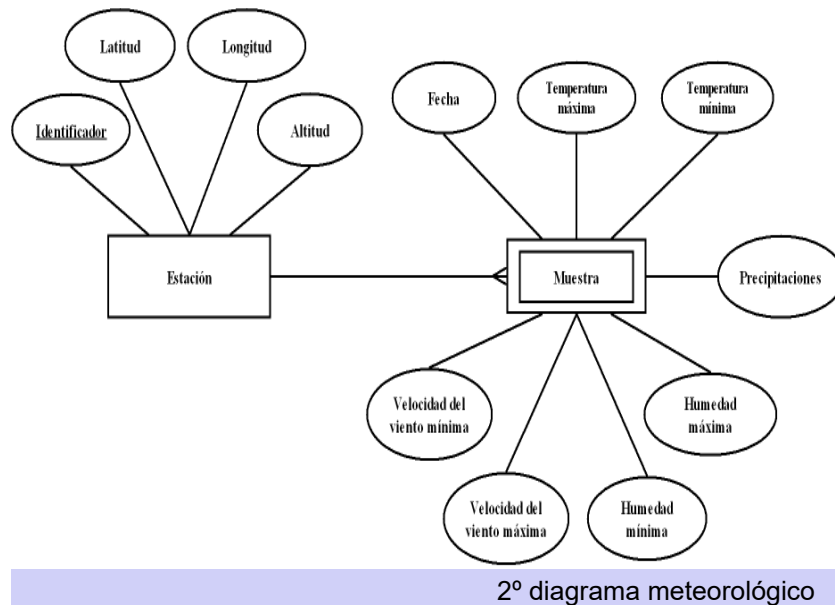 Latitud
Longitud
Identificador
Altitud
Estación
Fecha
Temperatura
máxima
Temperatura
mínima
Muestra
Precipitaciones
Velocidad del
viento mínima
Humedad
máxima
Velocidad del
viento máxima
Humedad
mínima
2º diagrama meteorológico